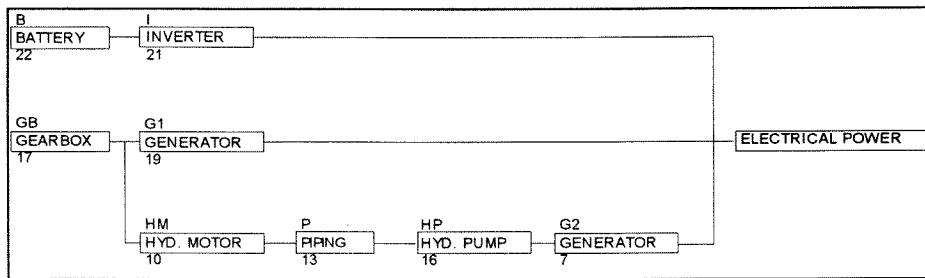 B I
BATTERY INVERTER
22 21
GB G1
GEARBOX GENERATOR ELECTRICAL POWER
17 19
HM P HP G2
HYD. MOTOR PIPING HYD. PUMP GENERATOR
10 13 16 7